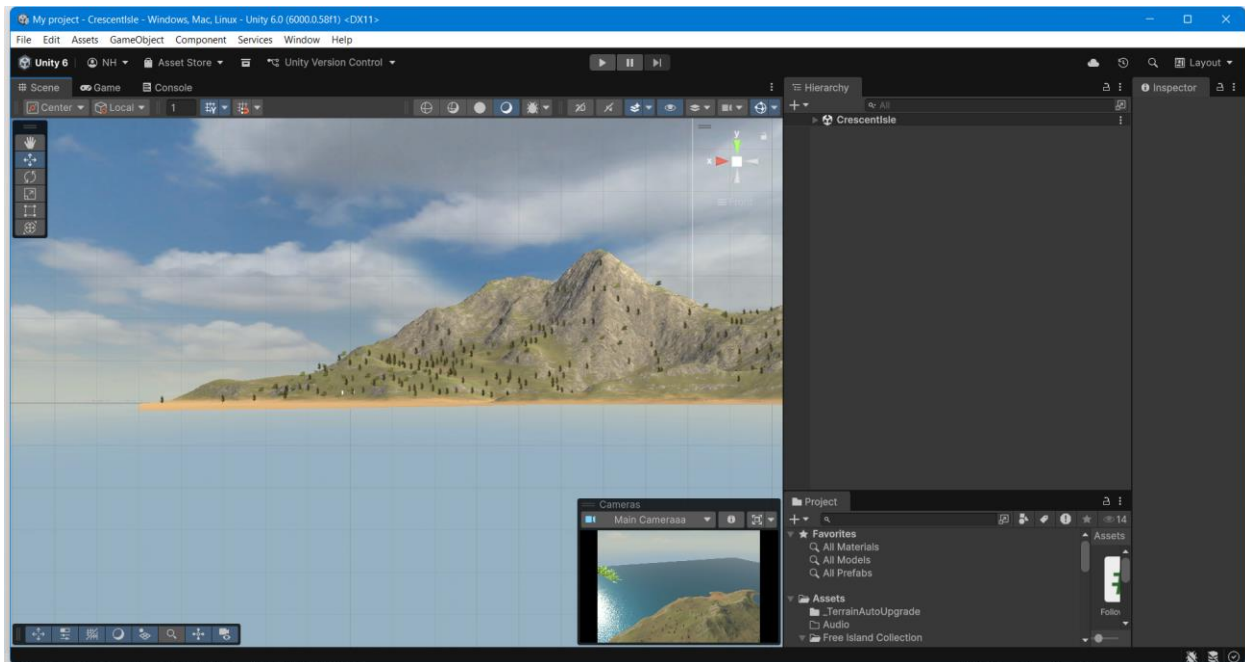 My project - CrescentIsle - Windows, Mac, Linux - Unity 6.0 (6000.0.58f1) <DX11>
File Edit Assets GameObject Component Services Window Help
Unity 6 NH Asset Store Unity Version Control Layout
Scene Game Console Hierarchy Inspector
Center Local 1 2D All
y
CrescentIsle
x
Cameras
Main Cameraaa
Project
14
Favorites
Assets
All Materials
All Models
All Prefabs
Assets
_TerrainAutoUpgrade
Follov
Audio
Free Island Collection